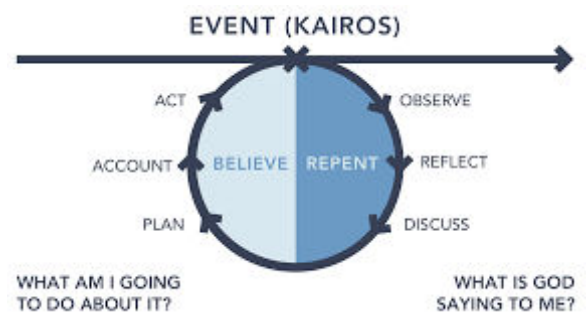 EVENT (KAIROS)
ACT
OBSERVE
ACCOUNT
BELIEVE
REPENT
REFLECT
PLAN
DISCUSS
WHAT AM I GOING
TO DO ABOUT IT?
WHAT IS GOD
SAYING TO ME?